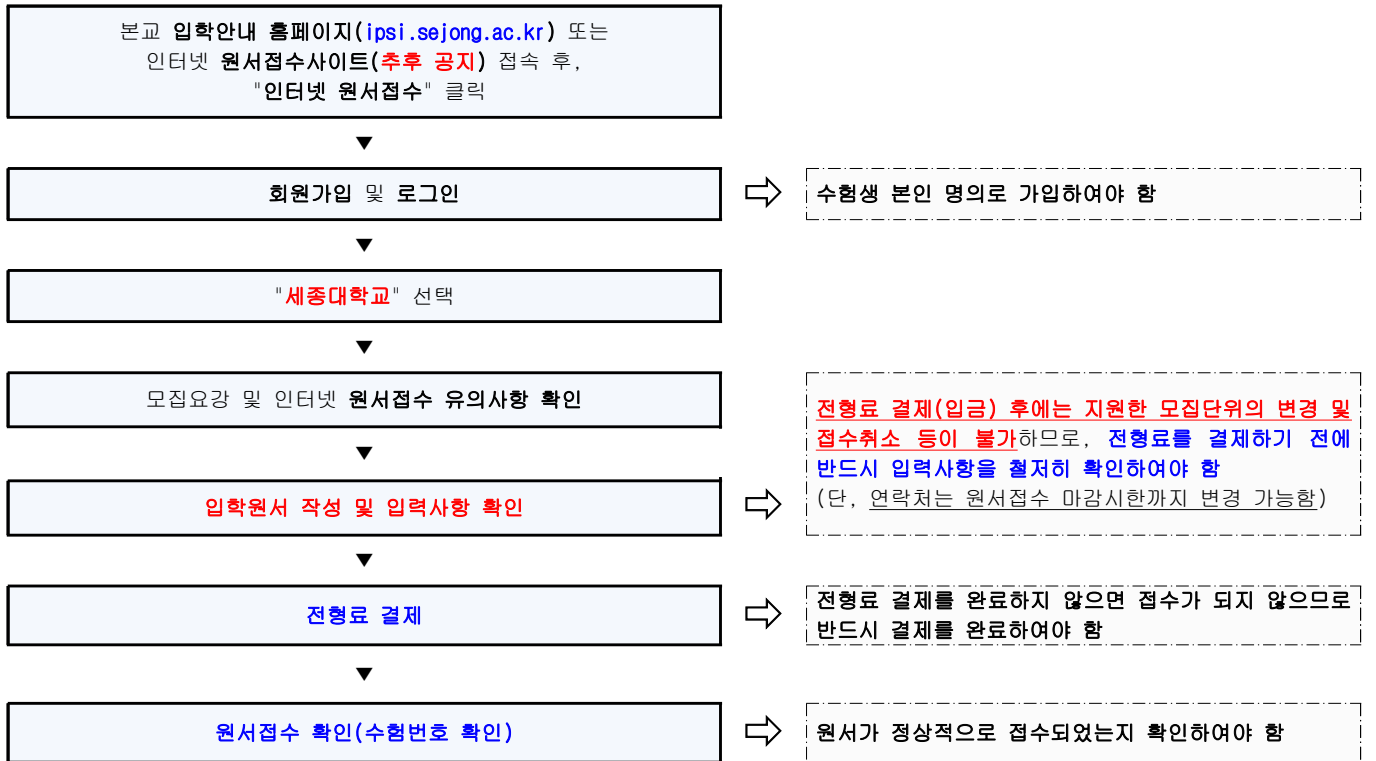 본교 입학안내 홈페이지(ipsi.sejong.ac.kr) 또는
인터넷 원서접수사이트(추후 공지) 접속 후,
"인터넷 원서접수" 클릭
▼
회원가입 및 로그인
수험생 본인 명의로 가입하여야 함
▼
"세종대학교" 선택
▼
모집요강 및 인터넷 원서접수 유의사항 확인
▼
입학원서 작성 및 입력사항 확인
전형료 결제(입금) 후에는 지원한 모집단위의 변경 및
접수취소 등이 불가하므로, 전형료를 결제하기 전에
반드시 입력사항을 철저히 확인하여야 함
(단, 연락처는 원서접수 마감시한까지 변경 가능함)
▼
전형료 결제
전형료 결제를 완료하지 않으면 접수가 되지 않으므로
반드시 결제를 완료하여야 함
▼
원서접수 확인(수험번호 확인)
원서가 정상적으로 접수되었는지 확인하여야 함